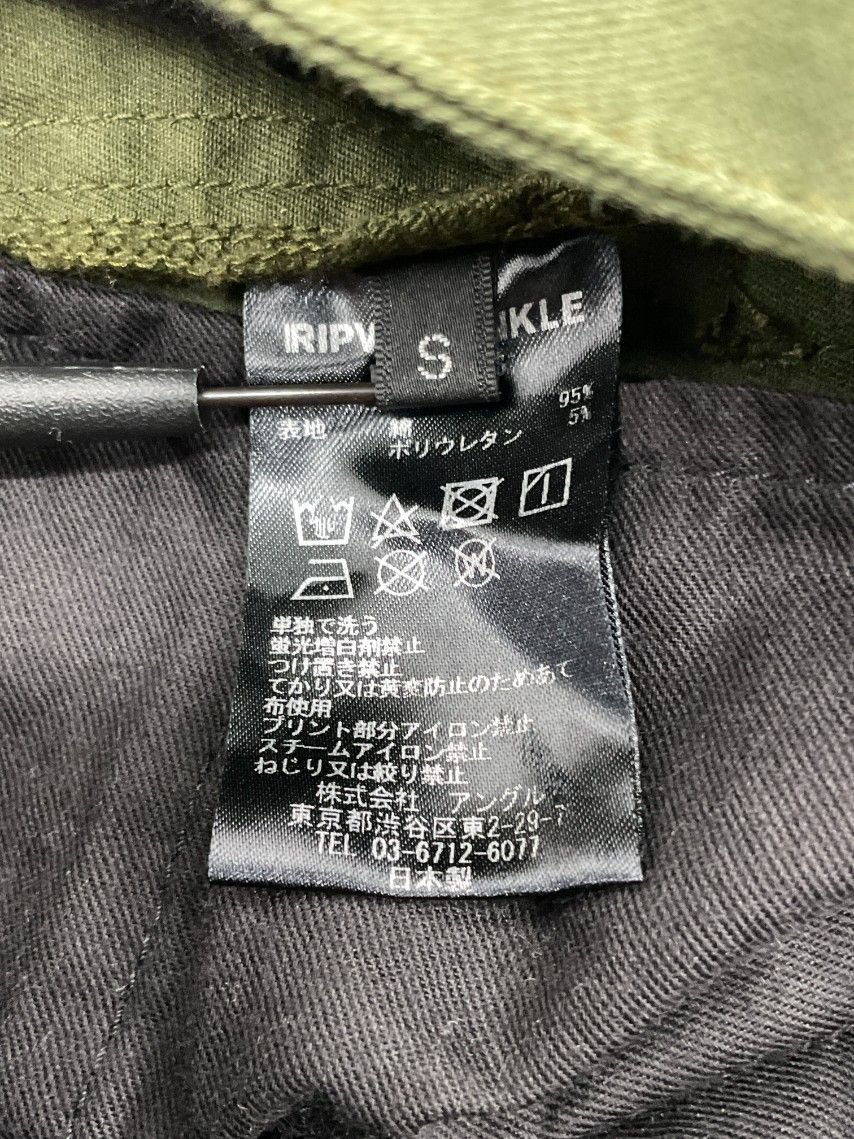 RIPV NKLE
S
表地 綿 95%
ポリウレタン 5%
単独で洗う
蛍光増白剤禁止
つけ置き禁止
てかり又は黄変防止のためあて
布使用
プリント部分アイロン禁止
スチームアイロン禁止
ねじり又は絞り禁止
株式会社 アングル
東京都渋谷区東2-29-7
TEL 03-6712-6077
日本製